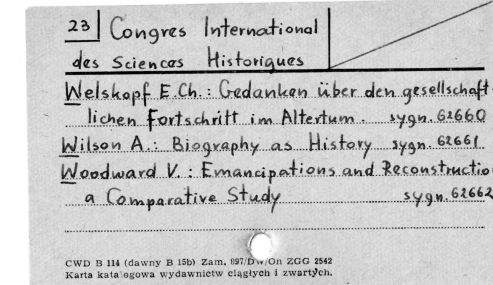 23 Congres International
des Sciences Historiques
Welskopf E.Ch.: Gedanken über den gesellschaft-
lichen Fortschritt im Altertum. sygn. 62660
Wilson A.: Biography as History sygn. 62661
Woodward V.: Emancipations and Reconstructio
a Comparative Study sygn. 62662
CWD B 114 (dawny B 15b) Zam. 697/DW/On ZGG 2542
Karta katalogowa wydawnictw ciągłych i zwartych.